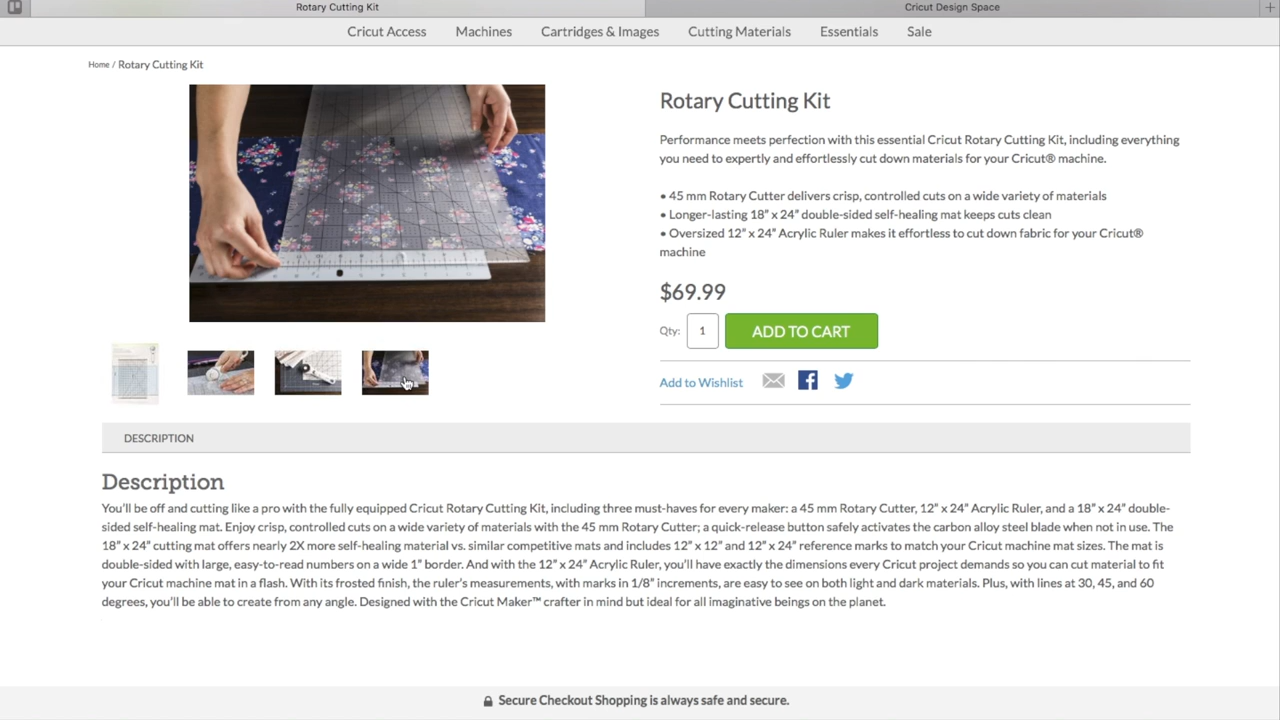 Rotary Cutting Kit
Cricut Design Space
Cricut Access Machines Cartridges & Images Cutting Materials Essentials Sale
Home / Rotary Cutting Kit
Rotary Cutting Kit
Performance meets perfection with this essential Cricut Rotary Cutting Kit, including everything
you need to expertly and effortlessly cut down materials for your Cricut® machine.
• 45 mm Rotary Cutter delivers crisp, controlled cuts on a wide variety of materials
• Longer-lasting 18” x 24” double-sided self-healing mat keeps cuts clean
• Oversized 12” x 24” Acrylic Ruler makes it effortless to cut down fabric for your Cricut®
machine
$69.99
Qty: 1 ADD TO CART
Add to Wishlist
DESCRIPTION
Description
You’ll be off and cutting like a pro with the fully equipped Cricut Rotary Cutting Kit, including three must-haves for every maker: a 45 mm Rotary Cutter, 12” x 24” Acrylic Ruler, and a 18” x 24” double-
sided self-healing mat. Enjoy crisp, controlled cuts on a wide variety of materials with the 45 mm Rotary Cutter; a quick-release button safely activates the carbon alloy steel blade when not in use. The
18” x 24” cutting mat offers nearly 2X more self-healing material vs. similar competitive mats and includes 12” x 12” and 12” x 24” reference marks to match your Cricut machine mat sizes. The mat is
double-sided with large, easy-to-read numbers on a wide 1” border. And with the 12” x 24” Acrylic Ruler, you’ll have exactly the dimensions every Cricut project demands so you can cut material to fit
your Cricut machine mat in a flash. With its frosted finish, the ruler’s measurements, with marks in 1/8” increments, are easy to see on both light and dark materials. Plus, with lines at 30, 45, and 60
degrees, you’ll be able to create from any angle. Designed with the Cricut Maker™ crafter in mind but ideal for all imaginative beings on the planet.
Secure Checkout Shopping is always safe and secure.